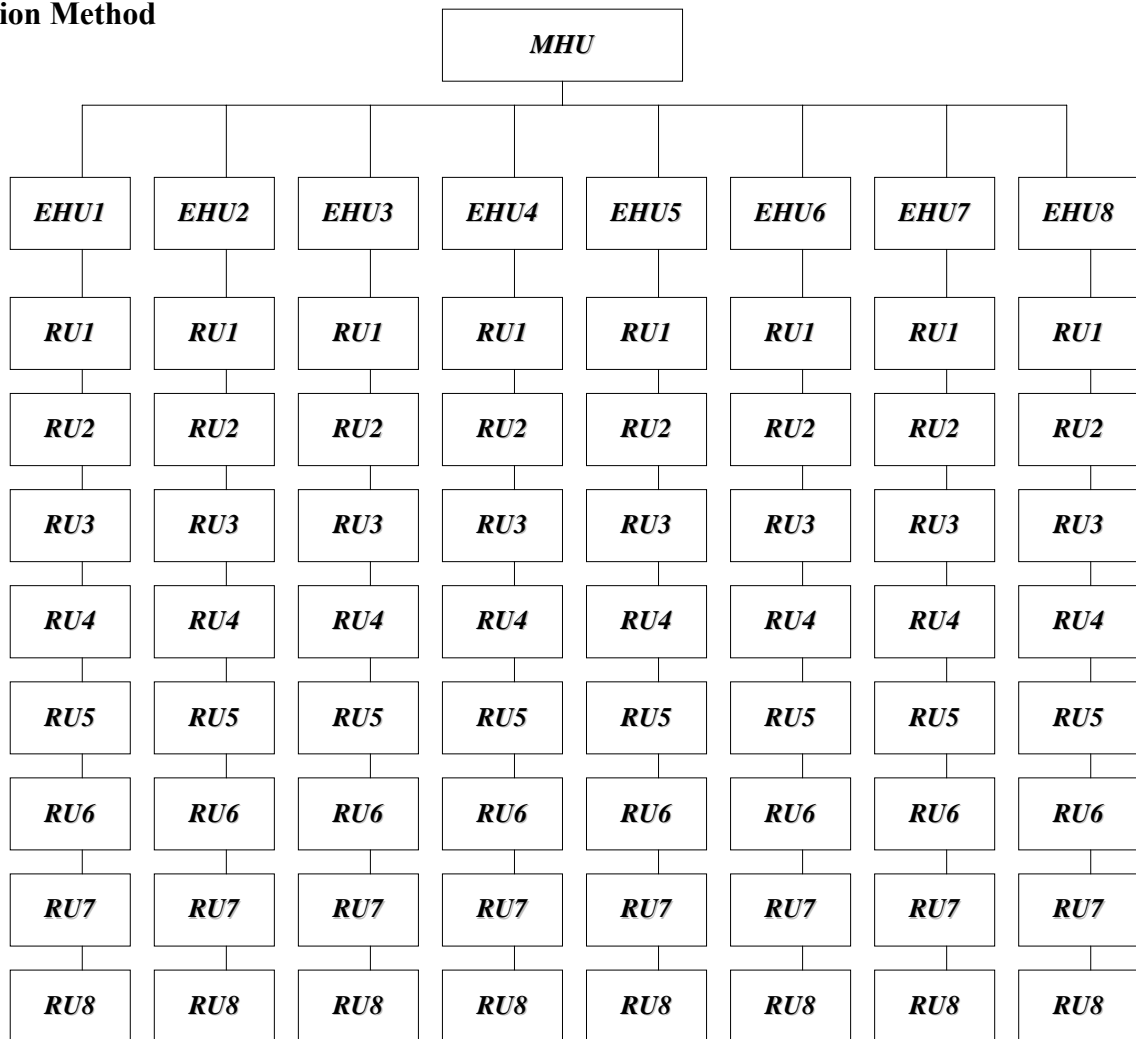 ion Method
MHU
EHU1 EHU2 EHU3 EHU4 EHU5 EHU6 EHU7 EHU8
RU1 RU1 RU1 RU1 RU1 RU1 RU1 RU1
RU2 RU2 RU2 RU2 RU2 RU2 RU2 RU2
RU3 RU3 RU3 RU3 RU3 RU3 RU3 RU3
RU4 RU4 RU4 RU4 RU4 RU4 RU4 RU4
RU5 RU5 RU5 RU5 RU5 RU5 RU5 RU5
RU6 RU6 RU6 RU6 RU6 RU6 RU6 RU6
RU7 RU7 RU7 RU7 RU7 RU7 RU7 RU7
RU8 RU8 RU8 RU8 RU8 RU8 RU8 RU8